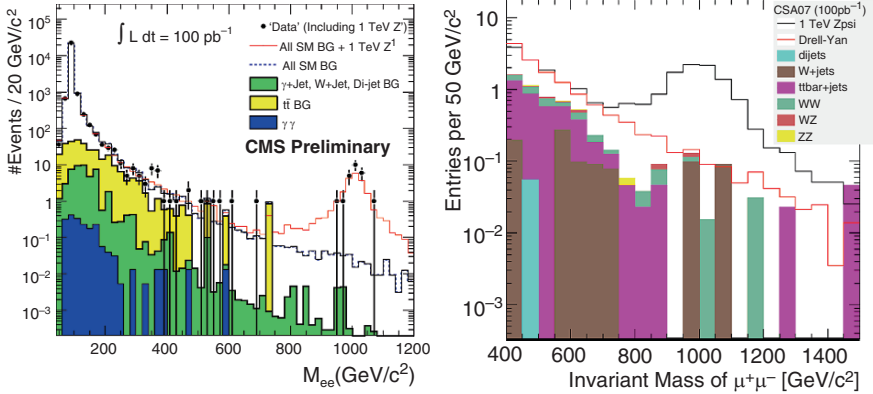 ∫ L dt = 100 pb⁻¹
'Data' (Including 1 TeV Z')
All SM BG + 1 TeV Z¹
All SM BG
γ+Jet, W+Jet, Di-jet BG
tt̄ BG
γ γ
CMS Preliminary
#Events / 20 GeV/c²
10⁵
10⁴
10³
10²
10
1
10⁻¹
10⁻²
10⁻³
200 400 600 800 1000 1200
M_ee(GeV/c²)
CSA07 (100pb⁻¹)
1 TeV Zpsi
Drell-Yan
dijets
W+jets
ttbar+jets
WW
WZ
ZZ
Entries per 50 GeV/c²
10
1
10⁻¹
10⁻²
10⁻³
400 600 800 1000 1200 1400
Invariant Mass of μ⁺μ⁻ [GeV/c²]